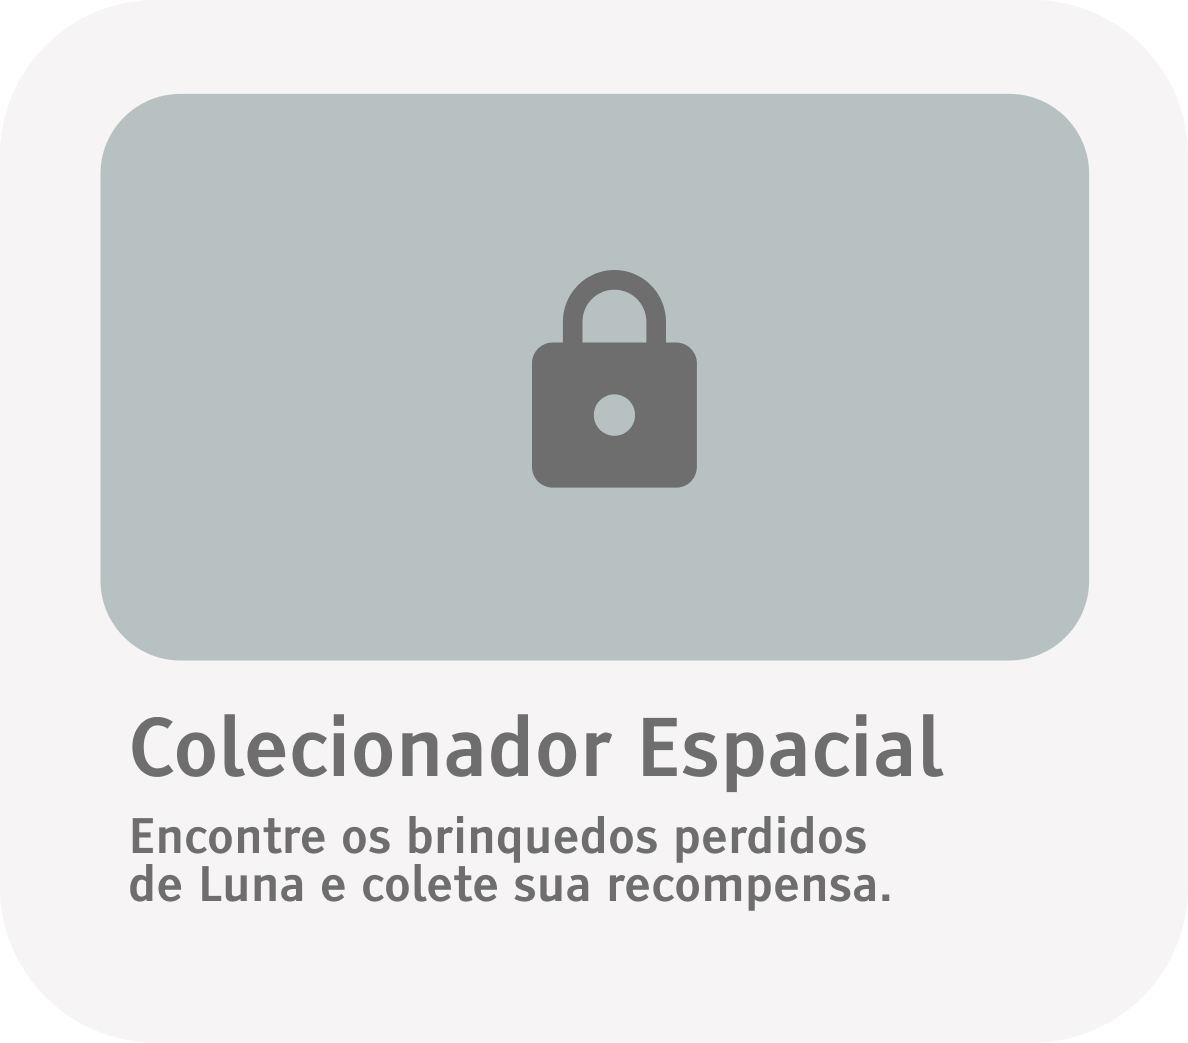 Colecionador Espacial
Encontre os brinquedos perdidos
de Luna e colete sua recompensa.